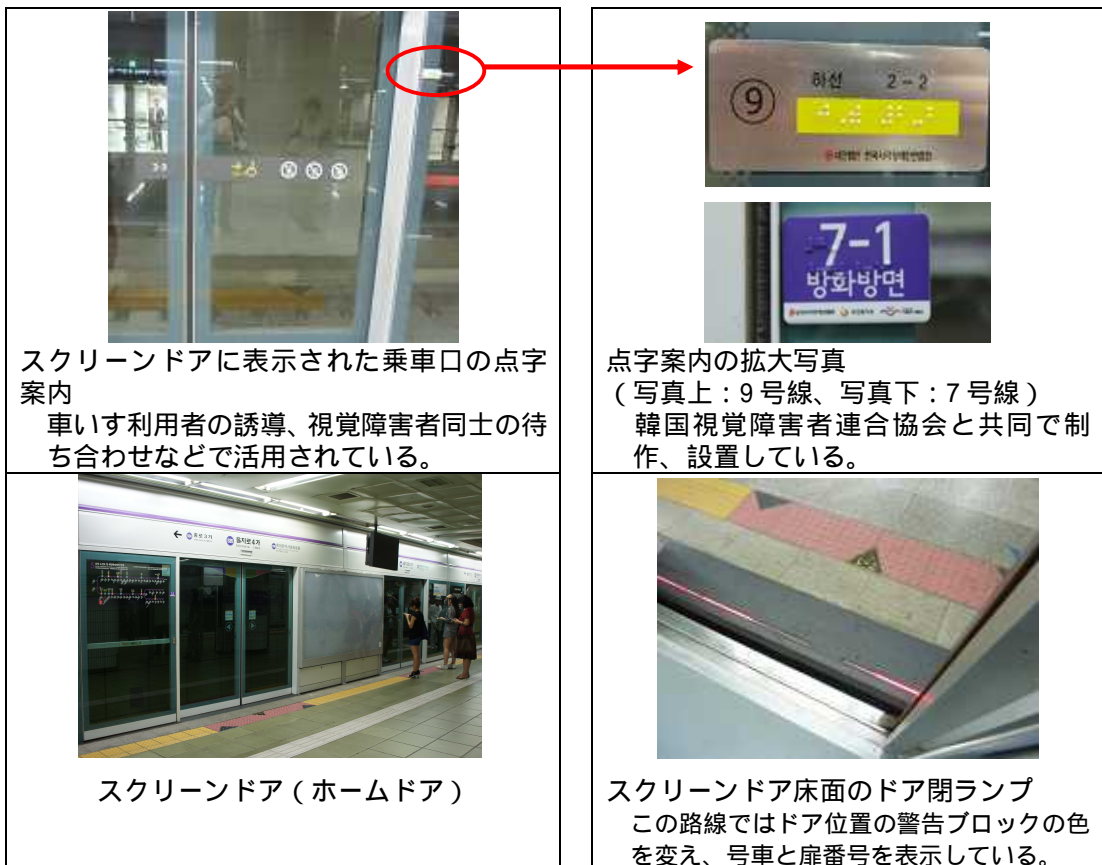 ⑨
하선 2-2
7-1
방화방면
スクリーンドアに表示された乗車口の点字
案内
車いす利用者の誘導、視覚障害者同士の待
ち合わせなどで活用されている。
点字案内の拡大写真
(写真上:9号線、写真下:7号線)
韓国視覚障害者連合協会と共同で制
作、設置している。
을지로4가
スクリーンドア(ホームドア)
スクリーンドア床面のドア閉ランプ
この路線ではドア位置の警告ブロックの色
を変え、号車と扉番号を表示している。